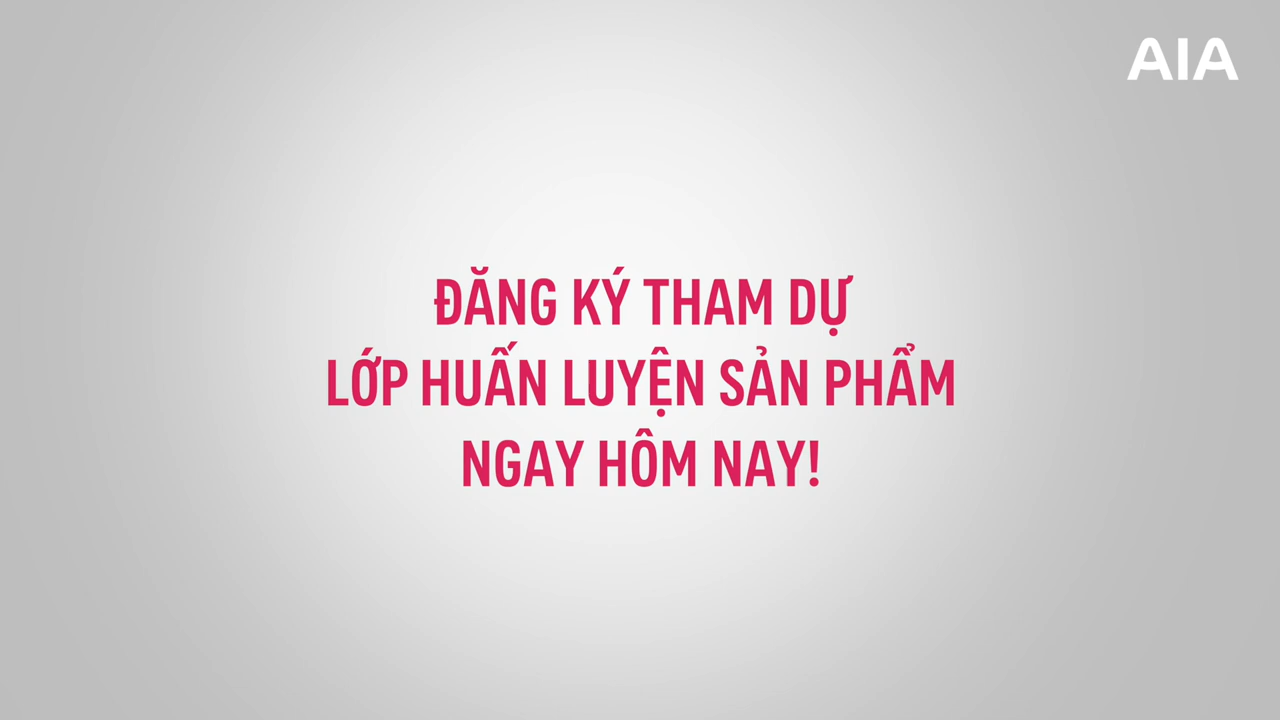 AIA
ĐĂNG KÝ THAM DỰ
LỚP HUẤN LUYỆN SẢN PHẨM
NGAY HÔM NAY!